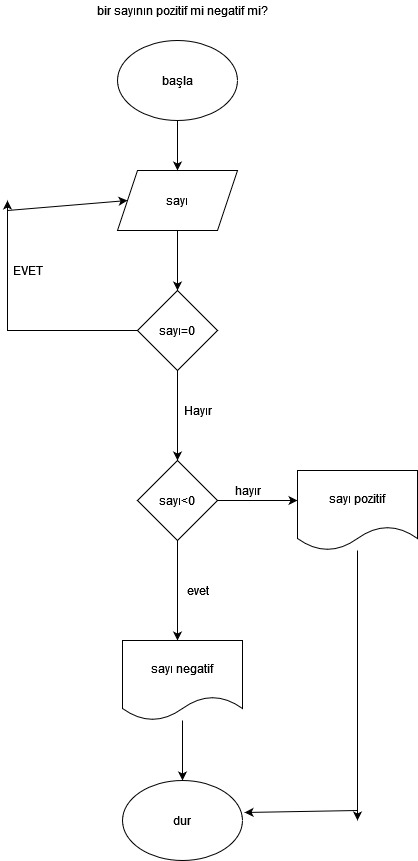 bir sayının pozitif mi negatif mi?
başla
sayı
EVET
sayı=0
Hayır
sayı<0
hayır
sayı pozitif
evet
sayı negatif
dur